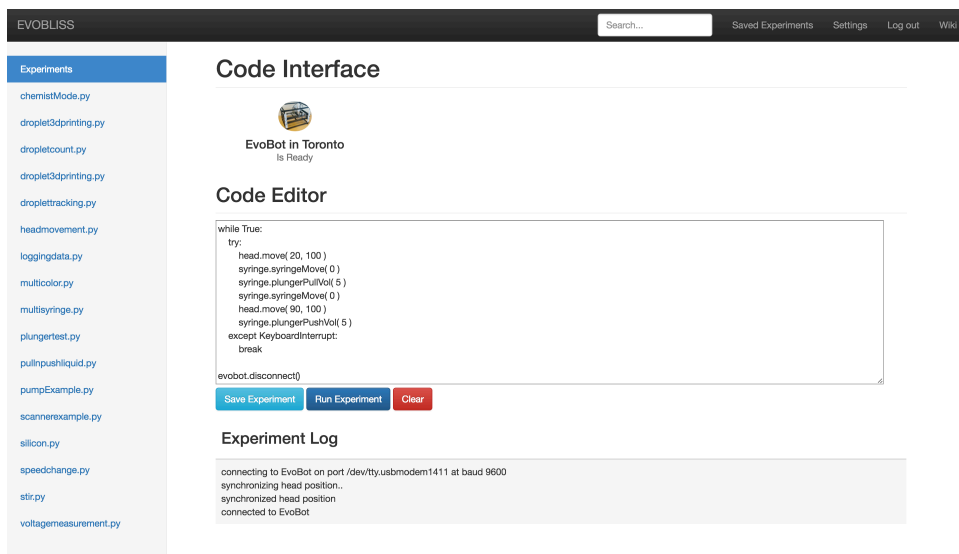 EVOBLISS
Search...
Saved Experiments
Settings
Log out
Wiki
Experiments
chemistMode.py
droplet3dprinting.py
dropletcount.py
droplet3dprinting.py
droplettracking.py
headmovement.py
loggingdata.py
multicolor.py
multisyringe.py
plungertest.py
pullnpushliquid.py
pumpExample.py
scannerexample.py
silicon.py
speedchange.py
stir.py
voltagemeasurement.py
Code Interface
EvoBot in Toronto
Is Ready
Code Editor
while True:
try:
head.move( 20, 100 )
syringe.syringeMove( 0 )
syringe.plungerPullVol( 5 )
syringe.syringeMove( 0 )
head.move( 90, 100 )
syringe.plungerPushVol( 5 )
except KeyboardInterrupt:
break
evobot.disconnect()
Save Experiment
Run Experiment
Clear
Experiment Log
connecting to EvoBot on port /dev/tty.usbmodem1411 at baud 9600
synchronizing head position..
synchronized head position
connected to EvoBot